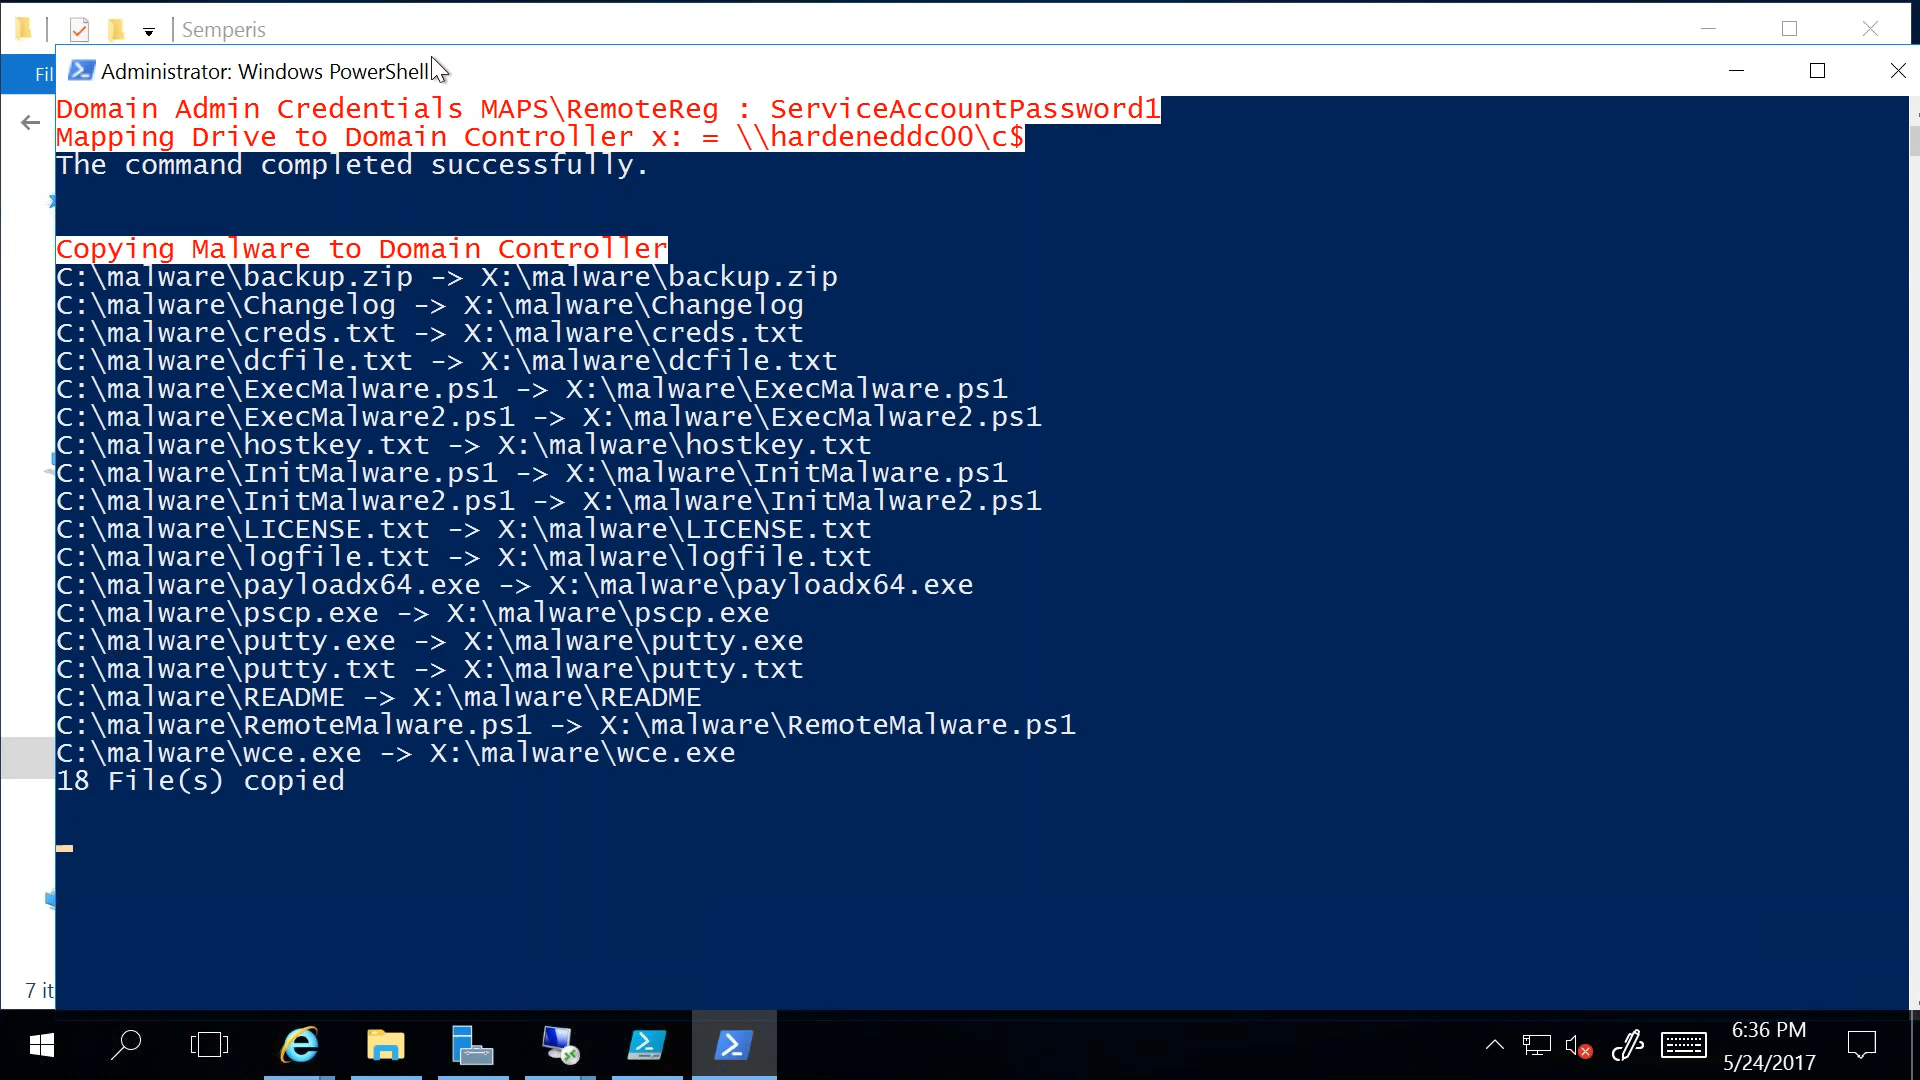 Semperis
Fil
Administrator: Windows PowerShell
Domain Admin Credentials MAPS\RemoteReg : ServiceAccountPassword1
Mapping Drive to Domain Controller x: = \\hardeneddc00\c$
The command completed successfully.
Copying Malware to Domain Controller
C:\malware\backup.zip -> X:\malware\backup.zip
C:\malware\Changelog -> X:\malware\Changelog
C:\malware\creds.txt -> X:\malware\creds.txt
C:\malware\dcfile.txt -> X:\malware\dcfile.txt
C:\malware\ExecMalware.ps1 -> X:\malware\ExecMalware.ps1
C:\malware\ExecMalware2.ps1 -> X:\malware\ExecMalware2.ps1
C:\malware\hostkey.txt -> X:\malware\hostkey.txt
C:\malware\InitMalware.ps1 -> X:\malware\InitMalware.ps1
C:\malware\InitMalware2.ps1 -> X:\malware\InitMalware2.ps1
C:\malware\LICENSE.txt -> X:\malware\LICENSE.txt
C:\malware\logfile.txt -> X:\malware\logfile.txt
C:\malware\payloadx64.exe -> X:\malware\payloadx64.exe
C:\malware\pscp.exe -> X:\malware\pscp.exe
C:\malware\putty.exe -> X:\malware\putty.exe
C:\malware\putty.txt -> X:\malware\putty.txt
C:\malware\README -> X:\malware\README
C:\malware\RemoteMalware.ps1 -> X:\malware\RemoteMalware.ps1
C:\malware\wce.exe -> X:\malware\wce.exe
18 File(s) copied
7 it
6:36 PM
5/24/2017